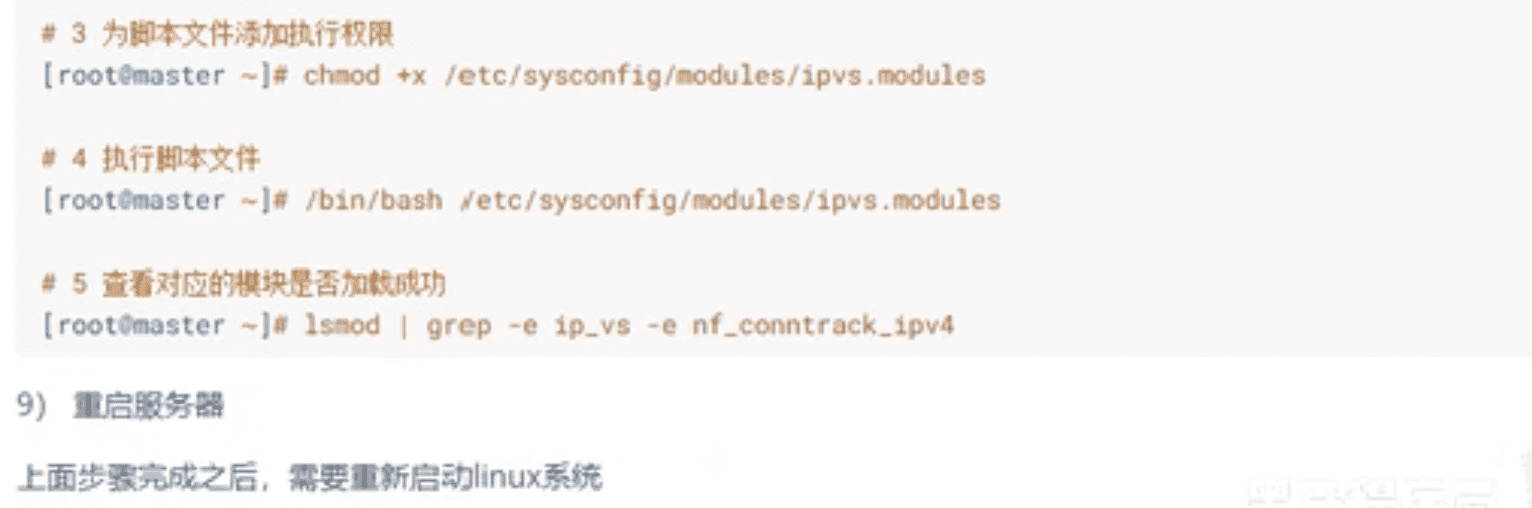 # 3 为脚本文件添加执行权限
[root@master ~]# chmod +x /etc/sysconfig/modules/ipvs.modules
# 4 执行脚本文件
[root@master ~]# /bin/bash /etc/sysconfig/modules/ipvs.modules
# 5 查看对应的模块是否加载成功
[root@master ~]# lsmod | grep -e ip_vs -e nf_conntrack_ipv4
9） 重启服务器
上面步骤完成之后，需要重新启动linux系统